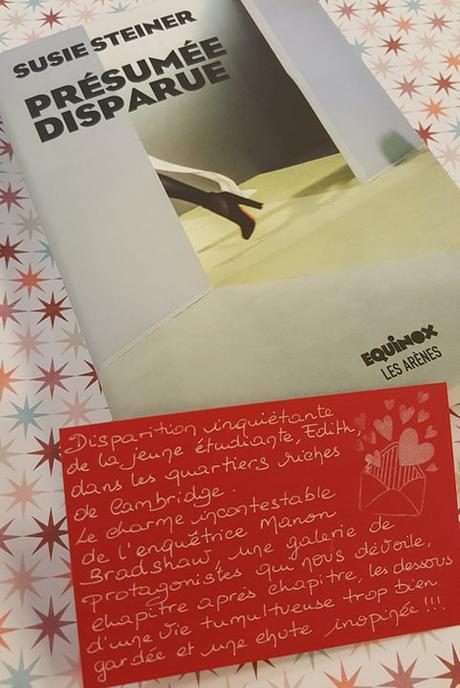 SUSIE STEINER
PRÉSUMÉE
DISPARUE
EQUINOX
LES ARÈNES
Disparition inquiétante
de la jeune étudiante, Edith,
dans les quartiers riches
de Cambridge.
Le charme incontestable
de l'enquêtrice Manon
Bradshaw, une galerie de
protagonistes qui nous dévoile,
chapitre après chapitre, les dessous
d'une vie tumultueuse trop bien
gardée et une chute inopinée !!!